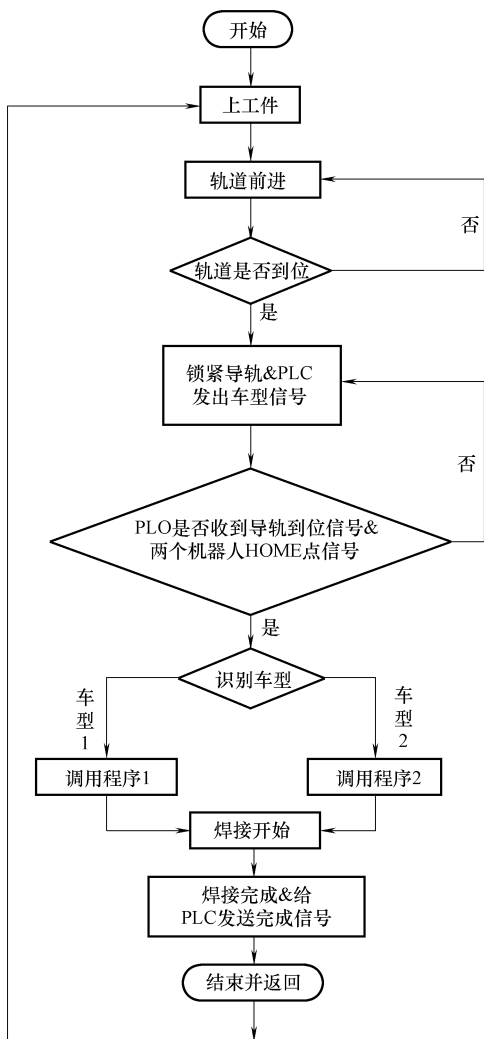 开始
上工件
轨道前进
否
轨道是否到位
是
锁紧导轨&PLC
发出车型信号
否
PLO是否收到导轨到位信号&
两个机器人HOME点信号
是
识别车型
车型1
车型2
调用程序1
调用程序2
焊接开始
焊接完成&给
PLC发送完成信号
结束并返回